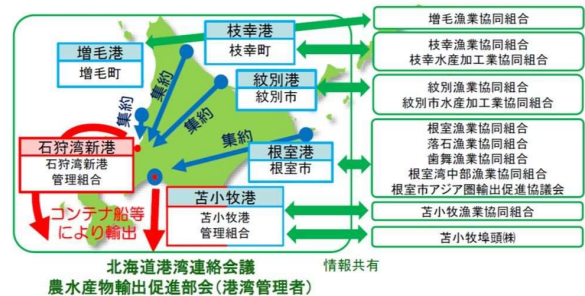 増毛港
増毛町
枝幸港
枝幸町
紋別港
紋別市
集約
集約
集約
集約
石狩湾新港
石狩湾新港
管理組合
根室港
根室市
苫小牧港
苫小牧港
管理組合
コンテナ船等
により輸出
北海道港湾連絡会議
農水産物輸出促進部会(港湾管理者)
情報共有
増毛漁業協同組合
枝幸漁業協同組合
枝幸水産加工業協同組合
紋別漁業協同組合
紋別市水産加工業協同組合
根室漁業協同組合
落石漁業協同組合
歯舞漁業協同組合
根室湾中部漁業協同組合
根室市アジア圏輸出促進協議会
苫小牧漁業協同組合
苫小牧埠頭㈱